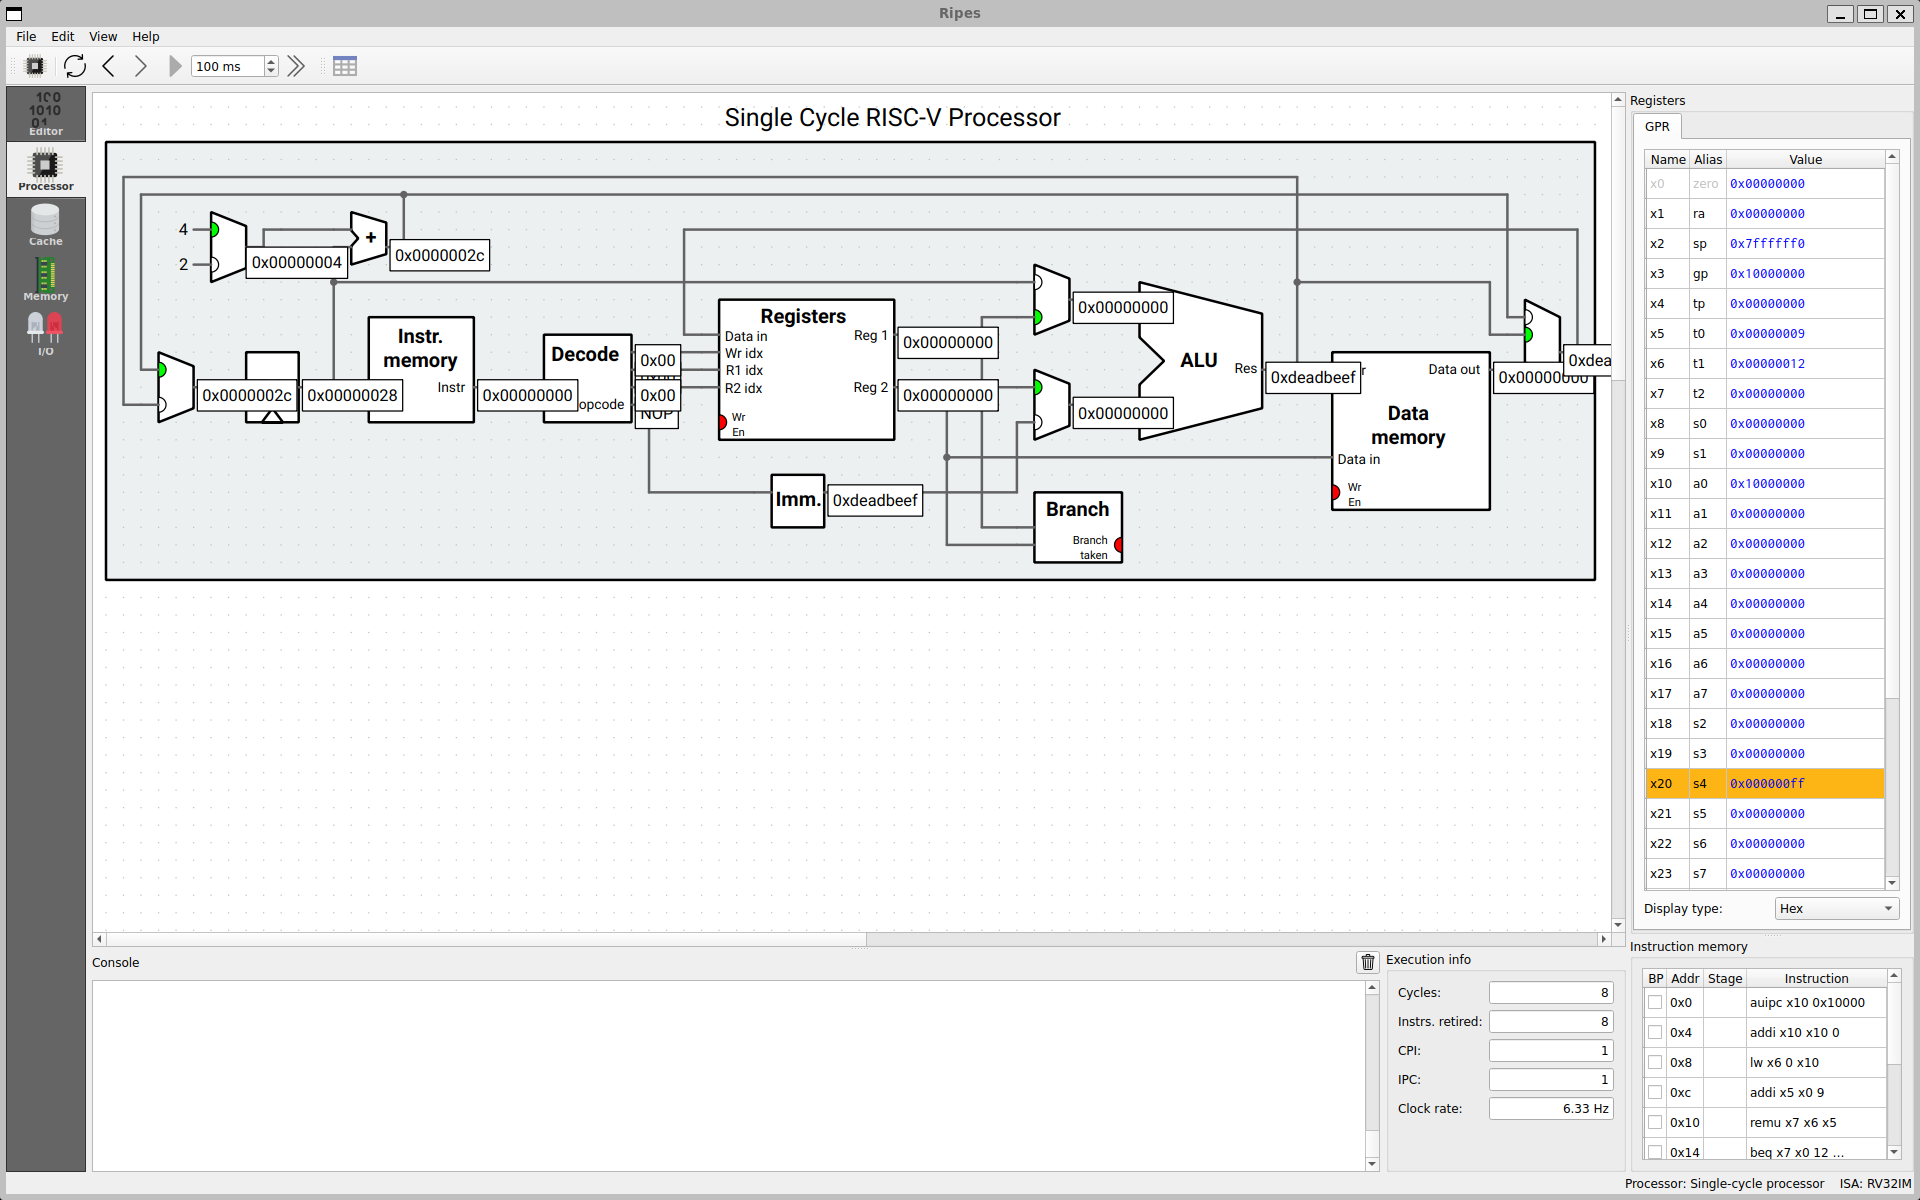 Ripes
File Edit View Help
100 ms
Editor
Processor
Cache
Memory
I/O
Single Cycle RISC-V Processor
4
2
+
0x00000004
0x0000002c
Instr. memory
Instr
Decode
opcode
0x0000002c
0x00000028
0x00000000
0x00
0x00
NOP
Registers
Data in
Wr idx
R1 idx
R2 idx
Wr En
Reg 1
Reg 2
0x00000000
0x00000000
Imm.
0xdeadbeef
0x00000000
0x00000000
ALU
Res
0xdeadbeef
Branch
Branch taken
Data memory
Data out
Data in
Wr En
0x00000000
0xdea
Registers
GPR
Name Alias Value
x0 zero 0x00000000
x1 ra 0x00000000
x2 sp 0x7ffffff0
x3 gp 0x10000000
x4 tp 0x00000000
x5 t0 0x00000009
x6 t1 0x00000012
x7 t2 0x00000000
x8 s0 0x00000000
x9 s1 0x00000000
x10 a0 0x10000000
x11 a1 0x00000000
x12 a2 0x00000000
x13 a3 0x00000000
x14 a4 0x00000000
x15 a5 0x00000000
x16 a6 0x00000000
x17 a7 0x00000000
x18 s2 0x00000000
x19 s3 0x00000000
x20 s4 0x000000ff
x21 s5 0x00000000
x22 s6 0x00000000
x23 s7 0x00000000
Display type: Hex
Console
Execution info
Cycles: 8
Instrs. retired: 8
CPI: 1
IPC: 1
Clock rate: 6.33 Hz
Instruction memory
BP Addr Stage Instruction
0x0 auipc x10 0x10000
0x4 addi x10 x10 0
0x8 lw x6 0 x10
0xc addi x5 x0 9
0x10 remu x7 x6 x5
0x14 beq x7 x0 12 ...
Processor: Single-cycle processor ISA: RV32IM